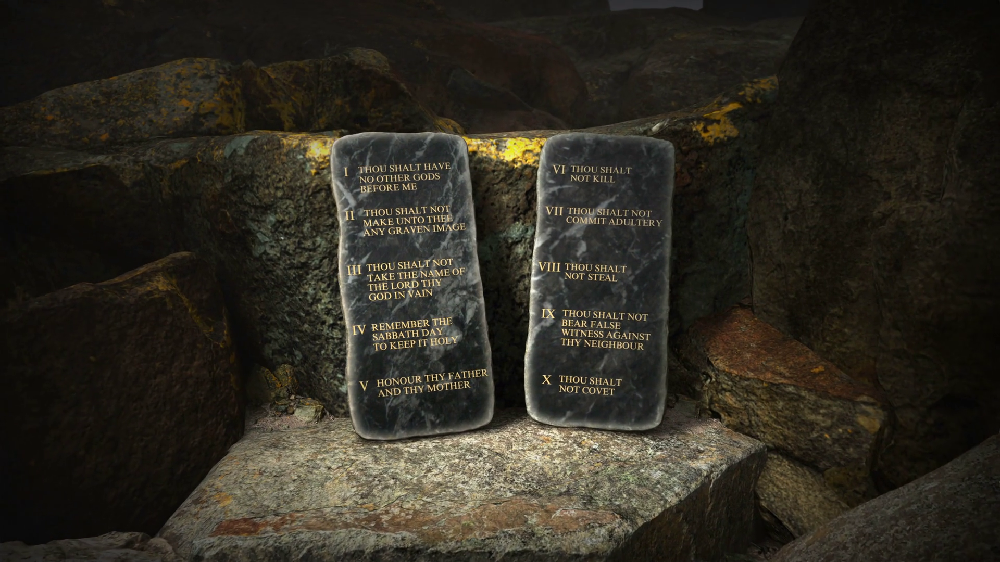 I THOU SHALT HAVE
NO OTHER GODS
BEFORE ME
II THOU SHALT NOT
MAKE UNTO THEE
ANY GRAVEN IMAGE
III THOU SHALT NOT
TAKE THE NAME OF
THE LORD THY
GOD IN VAIN
IV REMEMBER THE
SABBATH DAY.
TO KEEP IT HOLY
V HONOUR THY FATHER
AND THY MOTHER
VI THOU SHALT
NOT KILL
VII THOU SHALT NOT
COMMIT ADULTERY
VIII THOU SHALT
NOT STEAL
IX THOU SHALT NOT
BEAR FALSE
WITNESS AGAINST
THY NEIGHBOUR
X THOU SHALT
NOT COVET